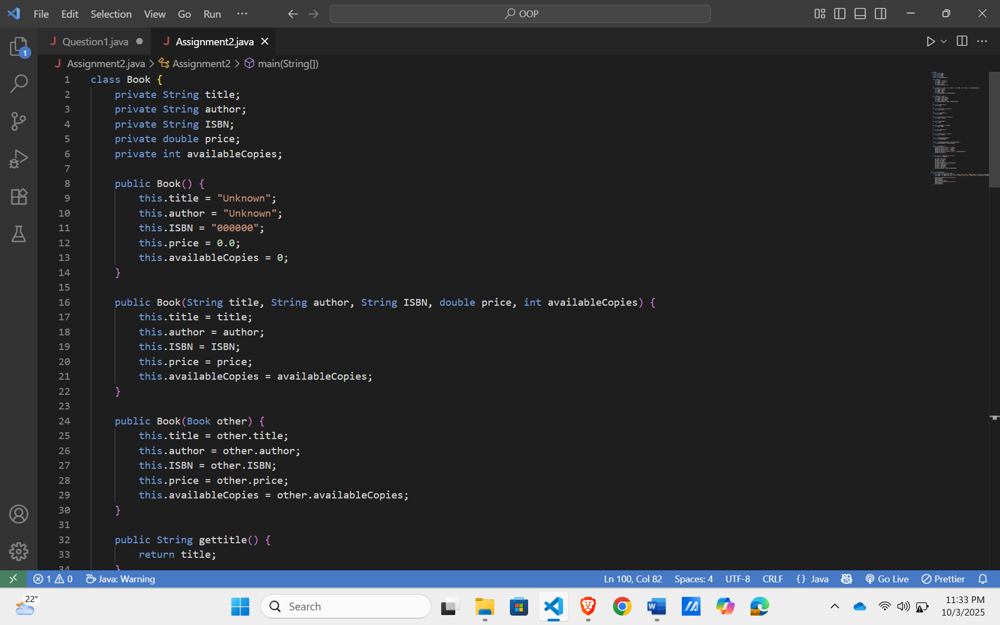 File Edit Selection View Go Run ··· OOP
J Question1.java J Assignment2.java
J Assignment2.java > Assignment2 > main(String[])
1 class Book {
2     private String title;
3     private String author;
4     private String ISBN;
5     private double price;
6     private int availableCopies;
7
8     public Book() {
9         this.title = "Unknown";
10         this.author = "Unknown";
11         this.ISBN = "000000";
12         this.price = 0.0;
13         this.availableCopies = 0;
14     }
15
16     public Book(String title, String author, String ISBN, double price, int availableCopies) {
17         this.title = title;
18         this.author = author;
19         this.ISBN = ISBN;
20         this.price = price;
21         this.availableCopies = availableCopies;
22     }
23
24     public Book(Book other) {
25         this.title = other.title;
26         this.author = other.author;
27         this.ISBN = other.ISBN;
28         this.price = other.price;
29         this.availableCopies = other.availableCopies;
30     }
31
32     public String gettitle() {
33         return title;
34     }
1
1 0 Java: Warning Ln 100, Col 82 Spaces: 4 UTF-8 CRLF {} Java Go Live Prettier
22° Search 11:33 PM
10/3/2025